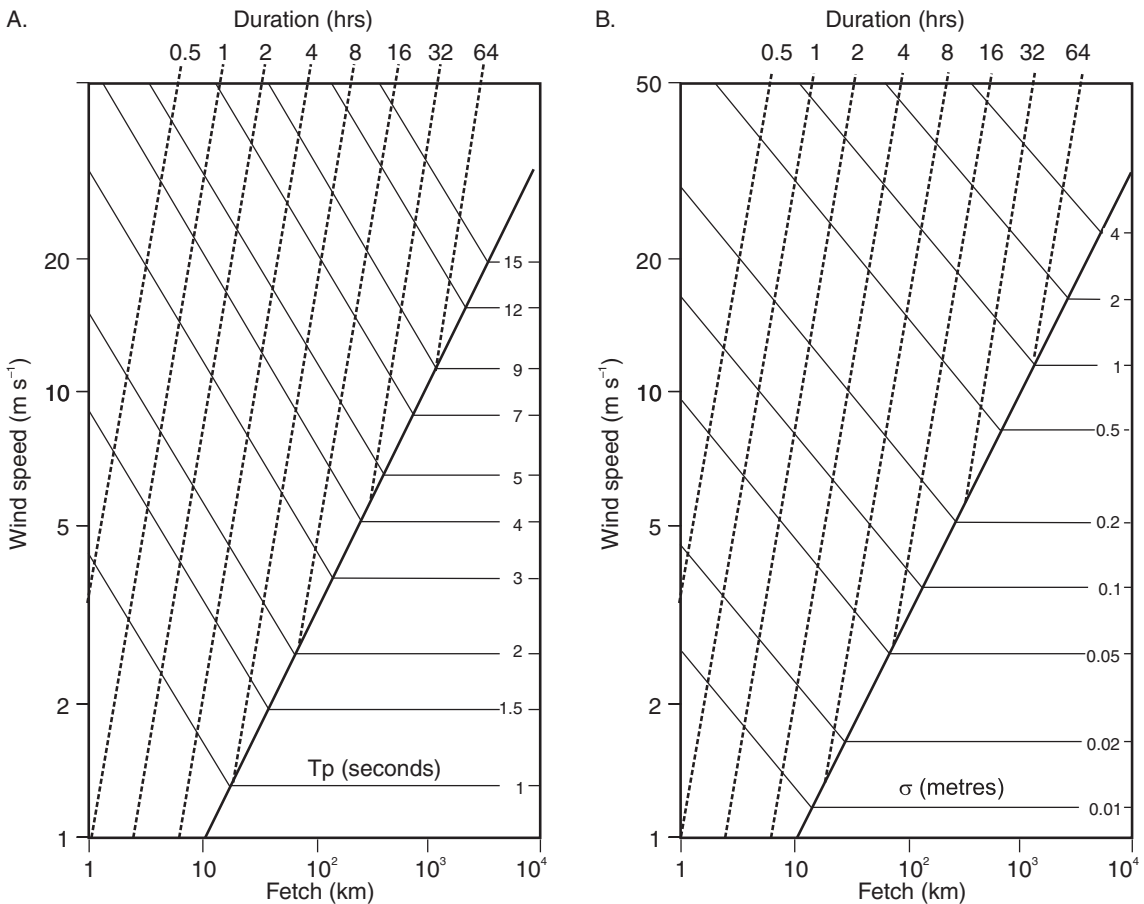 A.
Duration (hrs)
0.5 1 2 4 8 16 32 64
20
10
5
2
1
Wind speed (m s⁻¹)
15
12
9
7
5
4
3
2
1.5
1
Tp (seconds)
1 10 10² 10³ 10⁴
Fetch (km)
B.
Duration (hrs)
0.5 1 2 4 8 16 32 64
50
20
10
5
2
1
Wind speed (m s⁻¹)
4
2
1
0.5
0.2
0.1
0.05
0.02
0.01
σ (metres)
1 10 10² 10³ 10⁴
Fetch (km)